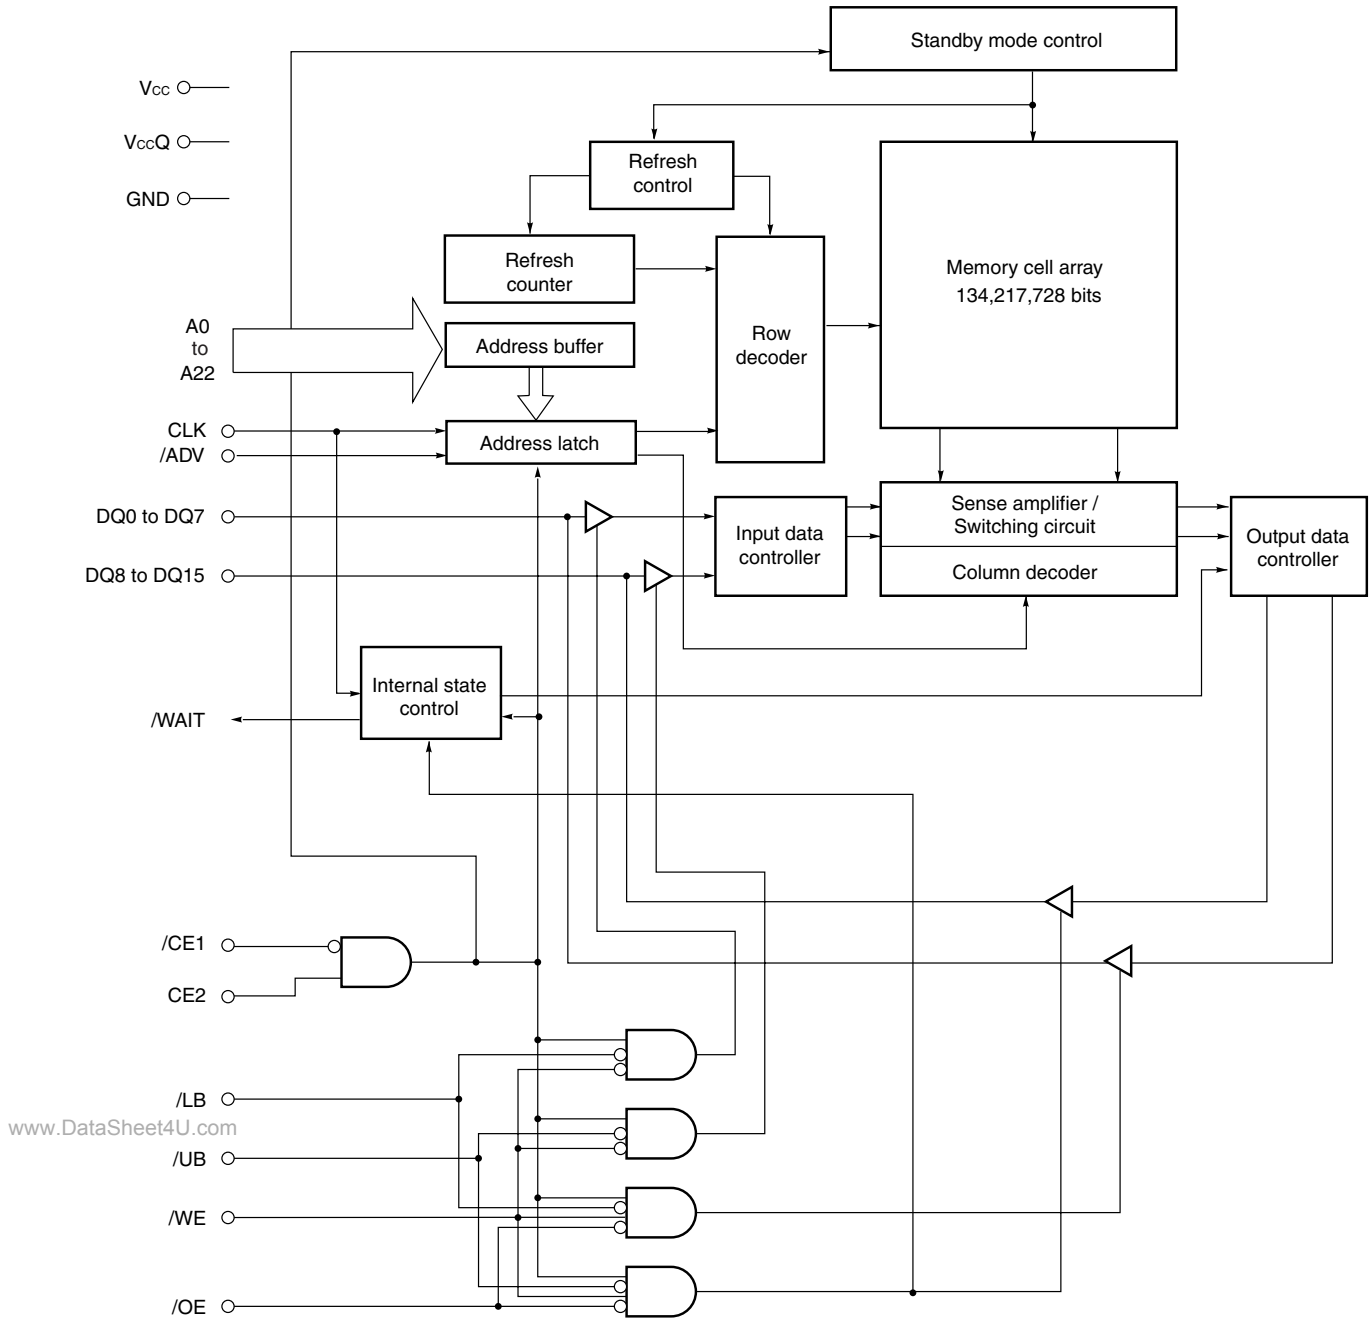 Standby mode control
Vcc
VccQ
GND
Refresh
control
Refresh
counter
Memory cell array
134,217,728 bits
A0
to
A22
Address buffer
Row
decoder
CLK
/ADV
Address latch
DQ0 to DQ7
DQ8 to DQ15
Input data
controller
Sense amplifier /
Switching circuit
Column decoder
Output data
controller
Internal state
control
/WAIT
/CE1
CE2
/LB
www.DataSheet4U.com
/UB
/WE
/OE